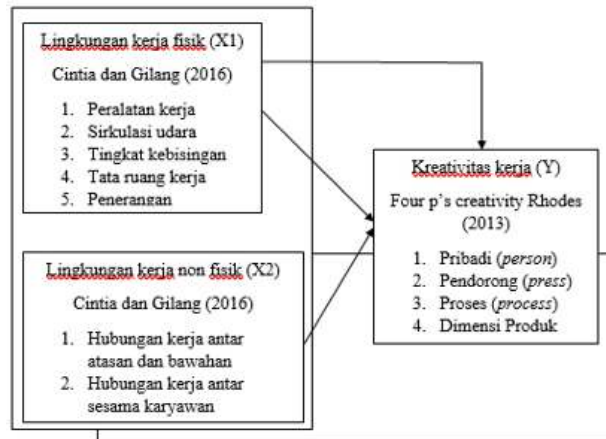 Lingkungan kerja fisik (X1)
Cintia dan Gilang (2016)
1. Peralatan kerja
2. Sirkulasi udara
3. Tingkat kebisingan
4. Tata ruang kerja
5. Penerangan
Lingkungan kerja non fisik (X2)
Cintia dan Gilang (2016)
1. Hubungan kerja antar
atasan dan bawahan
2. Hubungan kerja antar
sesama karyawan
Kreativitas kerja (Y)
Four p's creativity Rhodes
(2013)
1. Pribadi (person)
2. Pendorong (press)
3. Proses (process)
4. Dimensi Produk